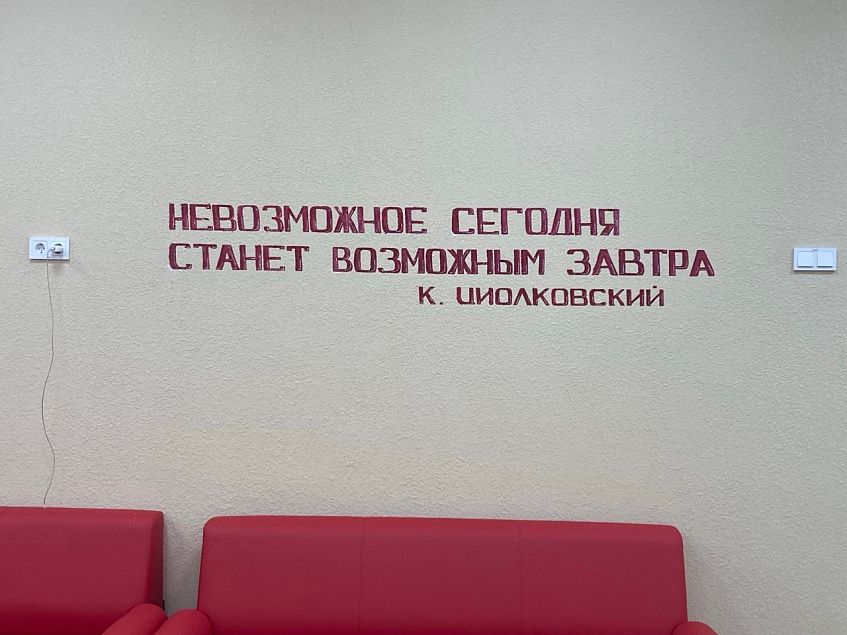 НЕВОЗМОЖНОЕ СЕГОДНЯ
СТАНЕТ ВОЗМОЖНЫМ ЗАВТРА
К. ЦИОЛКОВСКИЙ